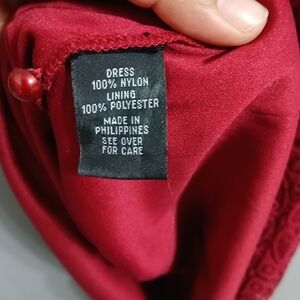 DRESS
100% NYLON
LINING
100% POLYESTER
MADE IN
PHILIPPINES
SEE OVER
FOR CARE